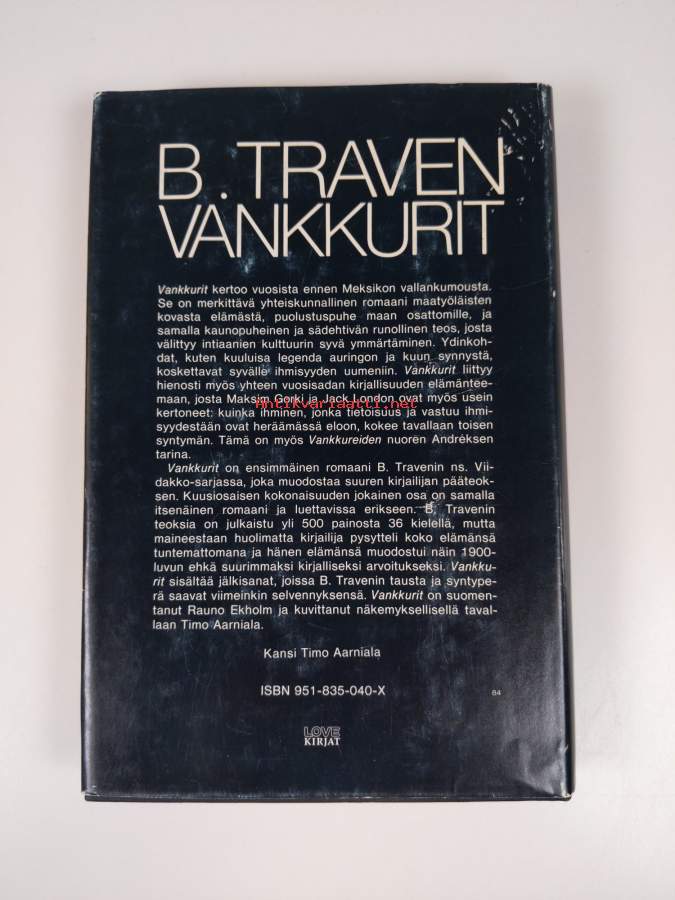 B. TRAVEN
VANKKURIT
Vankkurit kertoo vuosista ennen Meksikon vallankumousta.
Se on merkittävä yhteiskunnallinen romaani maatyöläisten
kovasta elämästä, puolustuspuhe maan osattomille, ja
samalla kaunopuheinen ja sädehtivän runollinen teos, josta
välittyy intiaanien kulttuurin syvä ymmärtäminen. Ydinkoh-
dat, kuten kuuluisa legenda auringon ja kuun synnystä,
koskettavat syvälle ihmisyyden uumeniin. Vankkurit liittyy
hienosti myös yhteen vuosisadan kirjallisuuden elämäntee-
maan, josta Maksim Gorki ja Jack London ovat myös usein
Antikvariaatti.net
kertoneet: kuinka ihminen, jonka tietoisuus ja vastuu ihmi-
syydestään ovat heräämässä eloon, kokee tavallaan toisen
syntymän. Tämä on myös Vankkureiden nuoren Andréksen
tarina.
Vankkurit on ensimmäinen romaani B. Travenin ns. Vii-
dakko-sarjassa, joka muodostaa suuren kirjailijan pääteok-
sen. Kuusiosaisen kokonaisuuden jokainen osa on samalla
itsenäinen romaani ja luettavissa erikseen. B. Travenin
teoksia on julkaistu yli 500 painosta 36 kielellä, mutta
maineestaan huolimatta kirjailija pysytteli koko elämänsä
tuntemattomana ja hänen elämänsä muodostui näin 1900-
luvun ehkä suurimmaksi kirjalliseksi arvoitukseksi. Vankku-
rit sisältää jälkisanat, joissa B. Travenin tausta ja syntype-
rä saavat viimeinkin selvennyksensä. Vankkurit on suomen-
tanut Rauno Ekholm ja kuvittanut näkemyksellisellä taval-
laan Timo Aarniala.
Kansi Timo Aarniala
ISBN 951-835-040-X
84
LOVE
KIRJAT